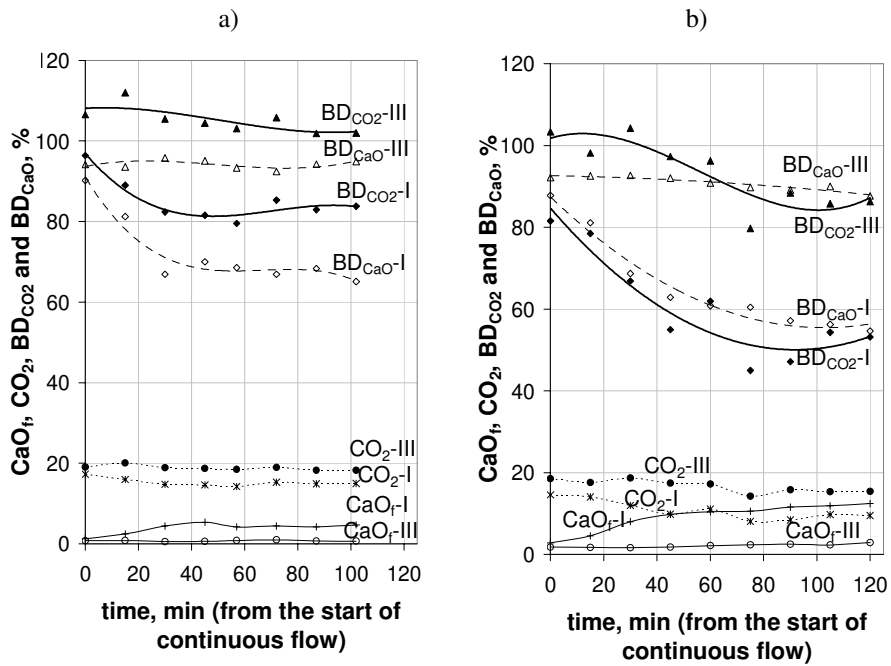 a)
CaOf, CO2, BDCO2 and BDCaO, %
120
100
80
60
40
20
0
BDCO2-III
BDCaO-III
BDCO2-I
BDCaO-I
CO2-III
CO2-I
CaOf-I
CaOf-III
0 20 40 60 80 100 120
time, min (from the start of
continuous flow)
b)
CaOf, CO2, BDCO2 and BDCaO, %
120
100
80
60
40
20
0
BDCaO-III
BDCO2-III
BDCaO-I
BDCO2-I
CO2-III
CO2-I
CaOf-I
CaOf-III
0 20 40 60 80 100 120
time, min (from the start of
continuous flow)